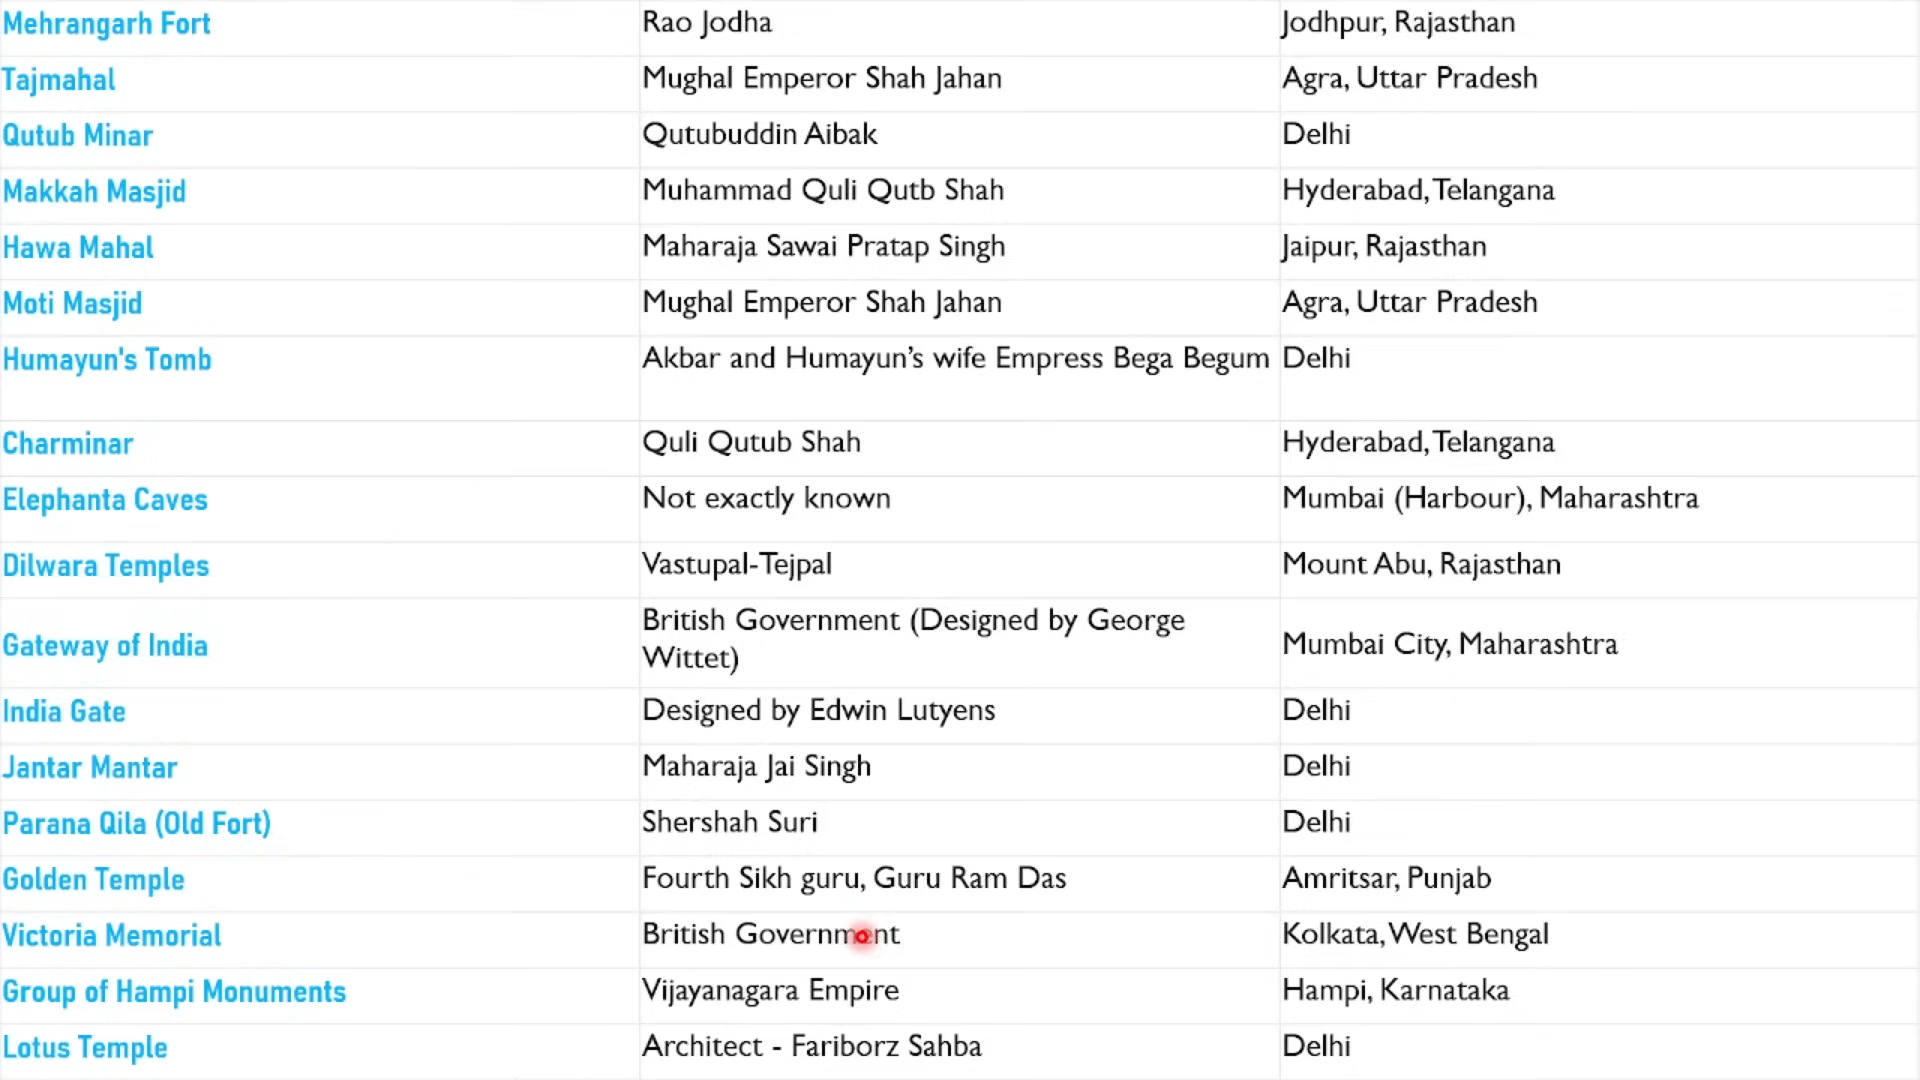 Mehrangarh Fort Rao Jodha Jodhpur, Rajasthan
Tajmahal Mughal Emperor Shah Jahan Agra, Uttar Pradesh
Qutub Minar Qutubuddin Aibak Delhi
Makkah Masjid Muhammad Quli Qutb Shah Hyderabad, Telangana
Hawa Mahal Maharaja Sawai Pratap Singh Jaipur, Rajasthan
Moti Masjid Mughal Emperor Shah Jahan Agra, Uttar Pradesh
Humayun's Tomb Akbar and Humayun’s wife Empress Bega Begum Delhi
Charminar Quli Qutub Shah Hyderabad, Telangana
Elephanta Caves Not exactly known Mumbai (Harbour), Maharashtra
Dilwara Temples Vastupal-Tejpal Mount Abu, Rajasthan
Gateway of India British Government (Designed by George
Wittet) Mumbai City, Maharashtra
India Gate Designed by Edwin Lutyens Delhi
Jantar Mantar Maharaja Jai Singh Delhi
Parana Qila (Old Fort) Shershah Suri Delhi
Golden Temple Fourth Sikh guru, Guru Ram Das Amritsar, Punjab
Victoria Memorial British Government Kolkata, West Bengal
Group of Hampi Monuments Vijayanagara Empire Hampi, Karnataka
Lotus Temple Architect - Fariborz Sahba Delhi